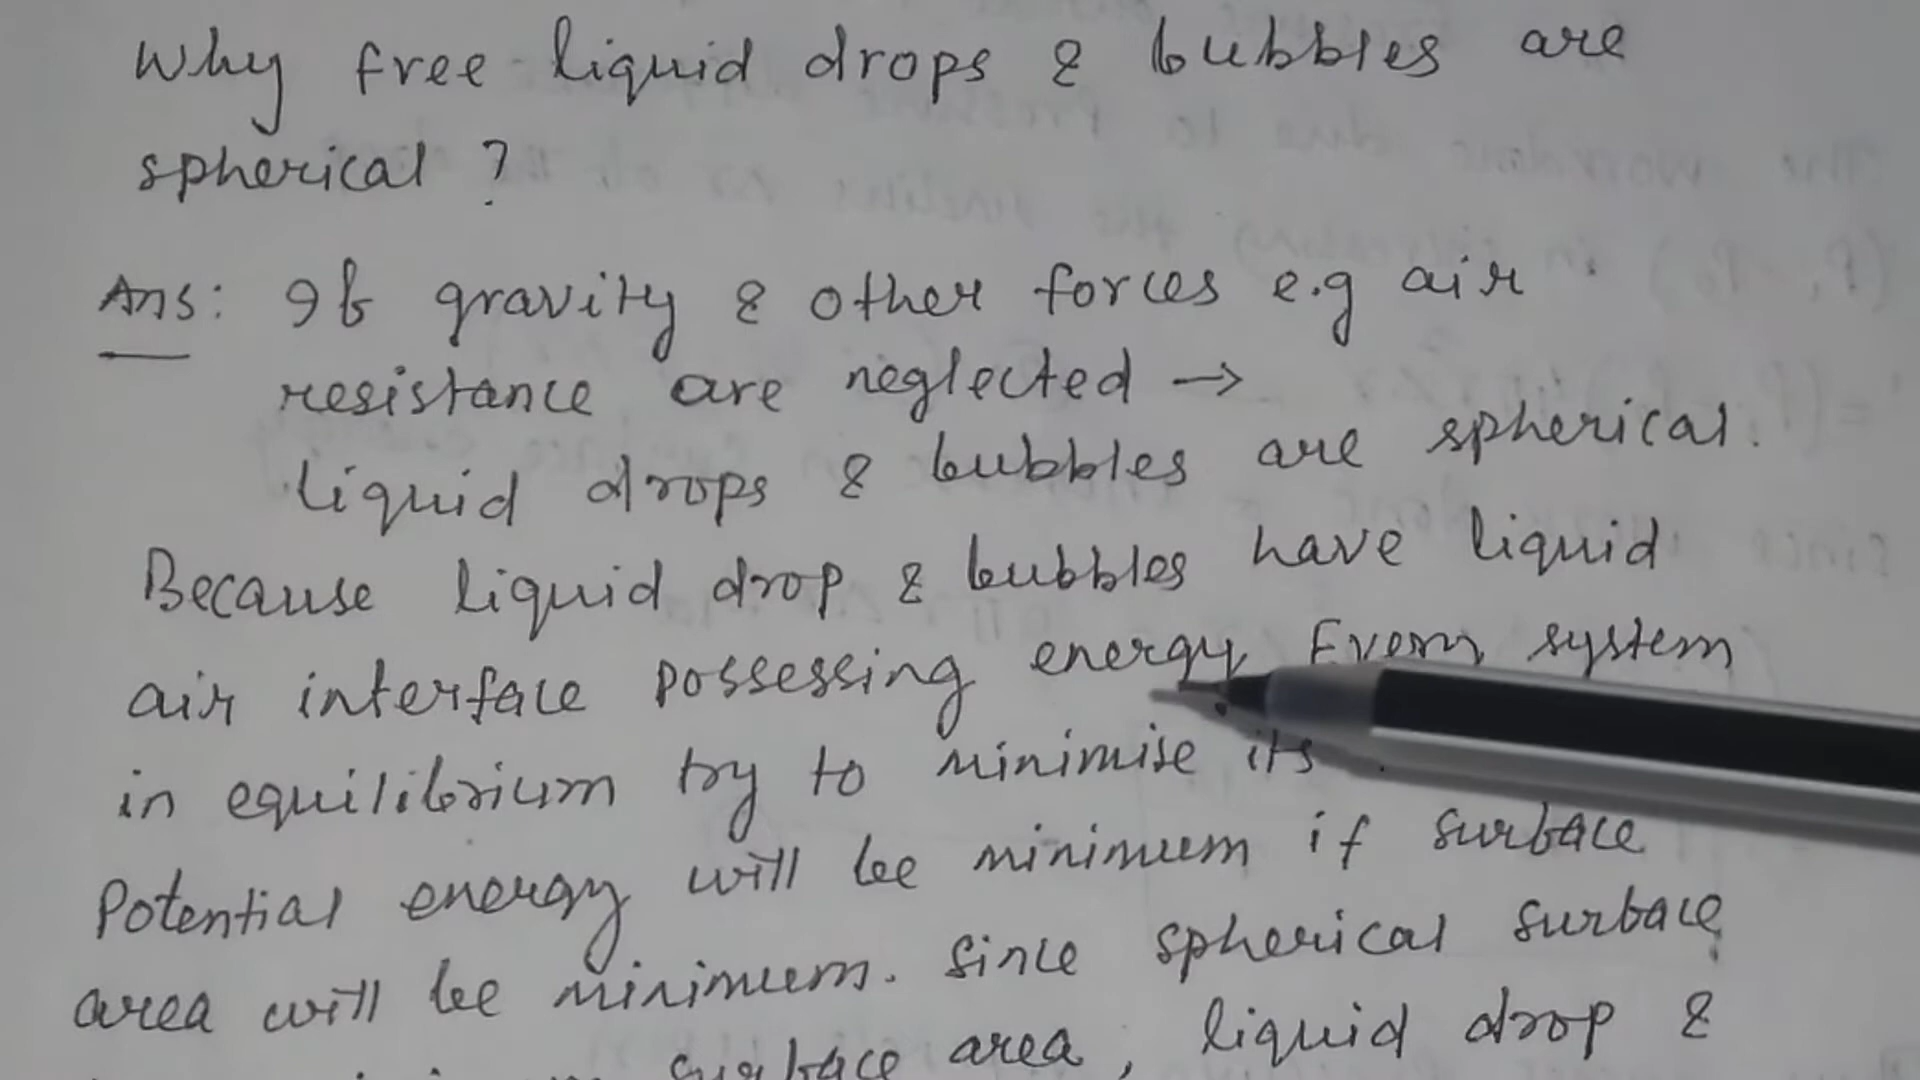 Why free liquid drops & bubbles are
spherical ?
Ans: If gravity & other forces e.g air
resistance are neglected →
liquid drops & bubbles are spherical.
Because liquid drop & bubbles have liquid
air interface possessing energy. Every system
in equilibrium try to minimise its
Potential energy will be minimum if surface
area will be minimum. Since spherical surface
surface area, liquid drop &